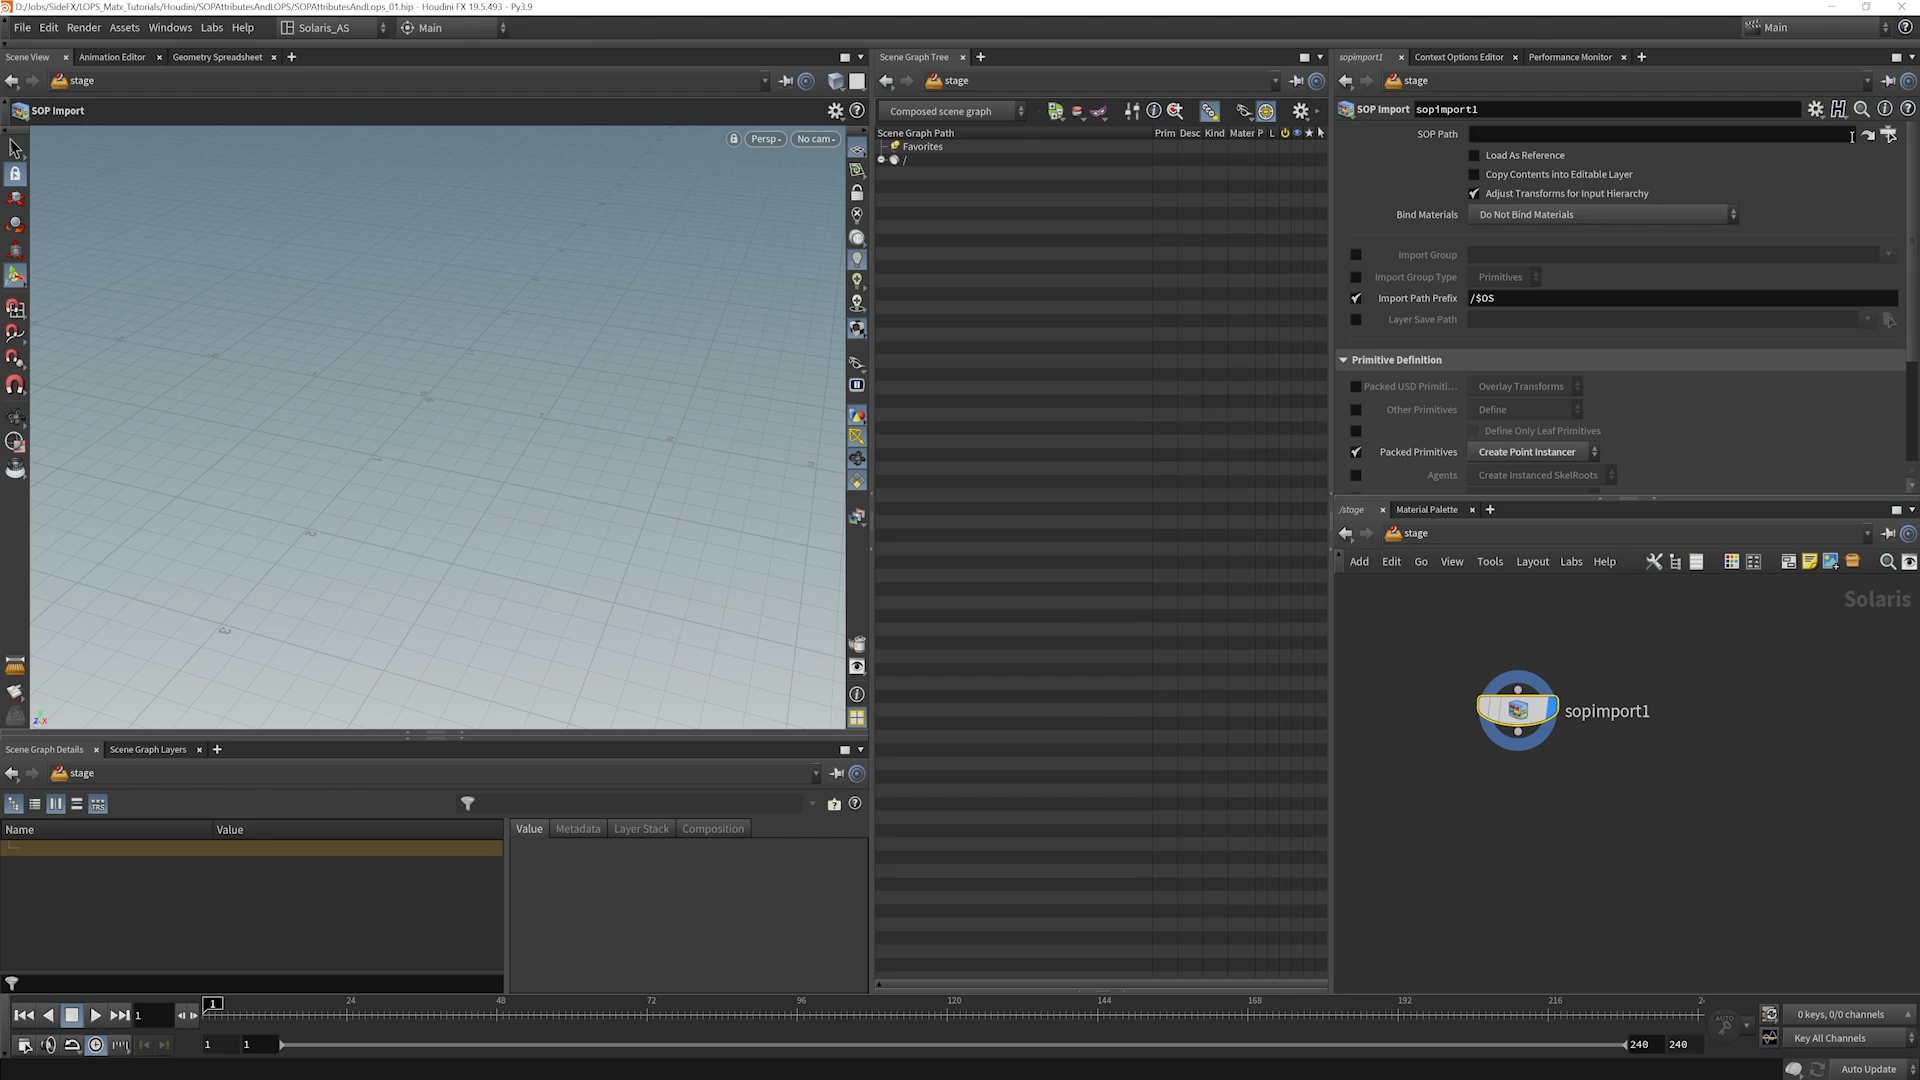 D:/Jobs/SideFX/LOPS_Matx_Tutorials/Houdini/SOPAttributesAndLOPS/SOPAttributesAndLops_01.hip - Houdini FX 19.5.493 - Py3.9
File Edit Render Assets Windows Labs Help Solaris_AS Main Main
Scene View Animation Editor Geometry Spreadsheet
stage
SOP Import
Persp No cam
Scene Graph Tree
stage
Composed scene graph
Scene Graph Path Prim Desc Kind Mater P L
Favorites
/
sopimport1 Context Options Editor Performance Monitor
stage
SOP Import sopimport1
SOP Path
Load As Reference
Copy Contents into Editable Layer
Adjust Transforms for Input Hierarchy
Bind Materials Do Not Bind Materials
Import Group
Import Group Type Primitives
Import Path Prefix /$OS
Layer Save Path
Primitive Definition
Packed USD Primiti... Overlay Transforms
Other Primitives Define
Define Only Leaf Primitives
Packed Primitives Create Point Instancer
Agents Create Instanced SkelRoots
/stage Material Palette
stage
Add Edit Go View Tools Layout Labs Help
Solaris
sopimport1
Scene Graph Details Scene Graph Layers
stage
TRS
Name Value
Value Metadata Layer Stack Composition
1 1 24 48 72 96 120 144 168 192 216
0 keys, 0/0 channels
1 1 240 240
Key All Channels
Auto Update